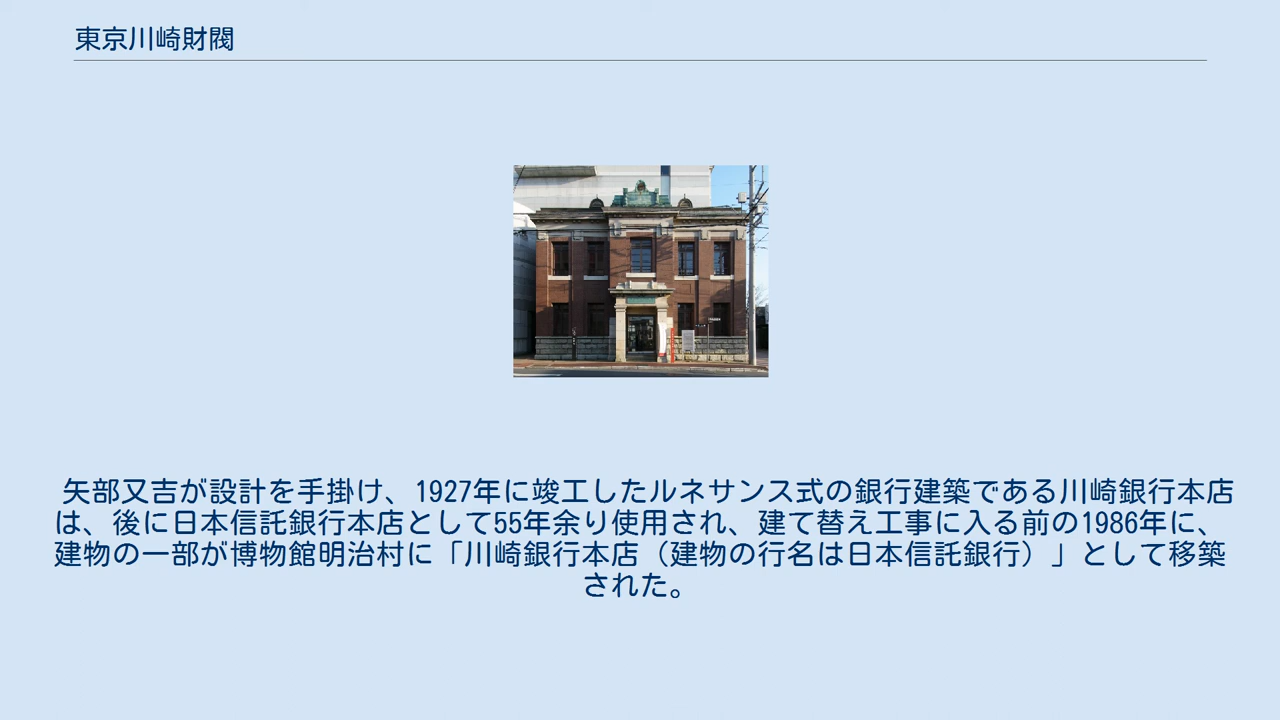 東京川崎財閥
矢部又吉が設計を手掛け、1927年に竣工したルネサンス式の銀行建築である川崎銀行本店
は、後に日本信託銀行本店として55年余り使用され、建て替え工事に入る前の1986年に、
建物の一部が博物館明治村に「川崎銀行本店（建物の行名は日本信託銀行）」として移築
された。